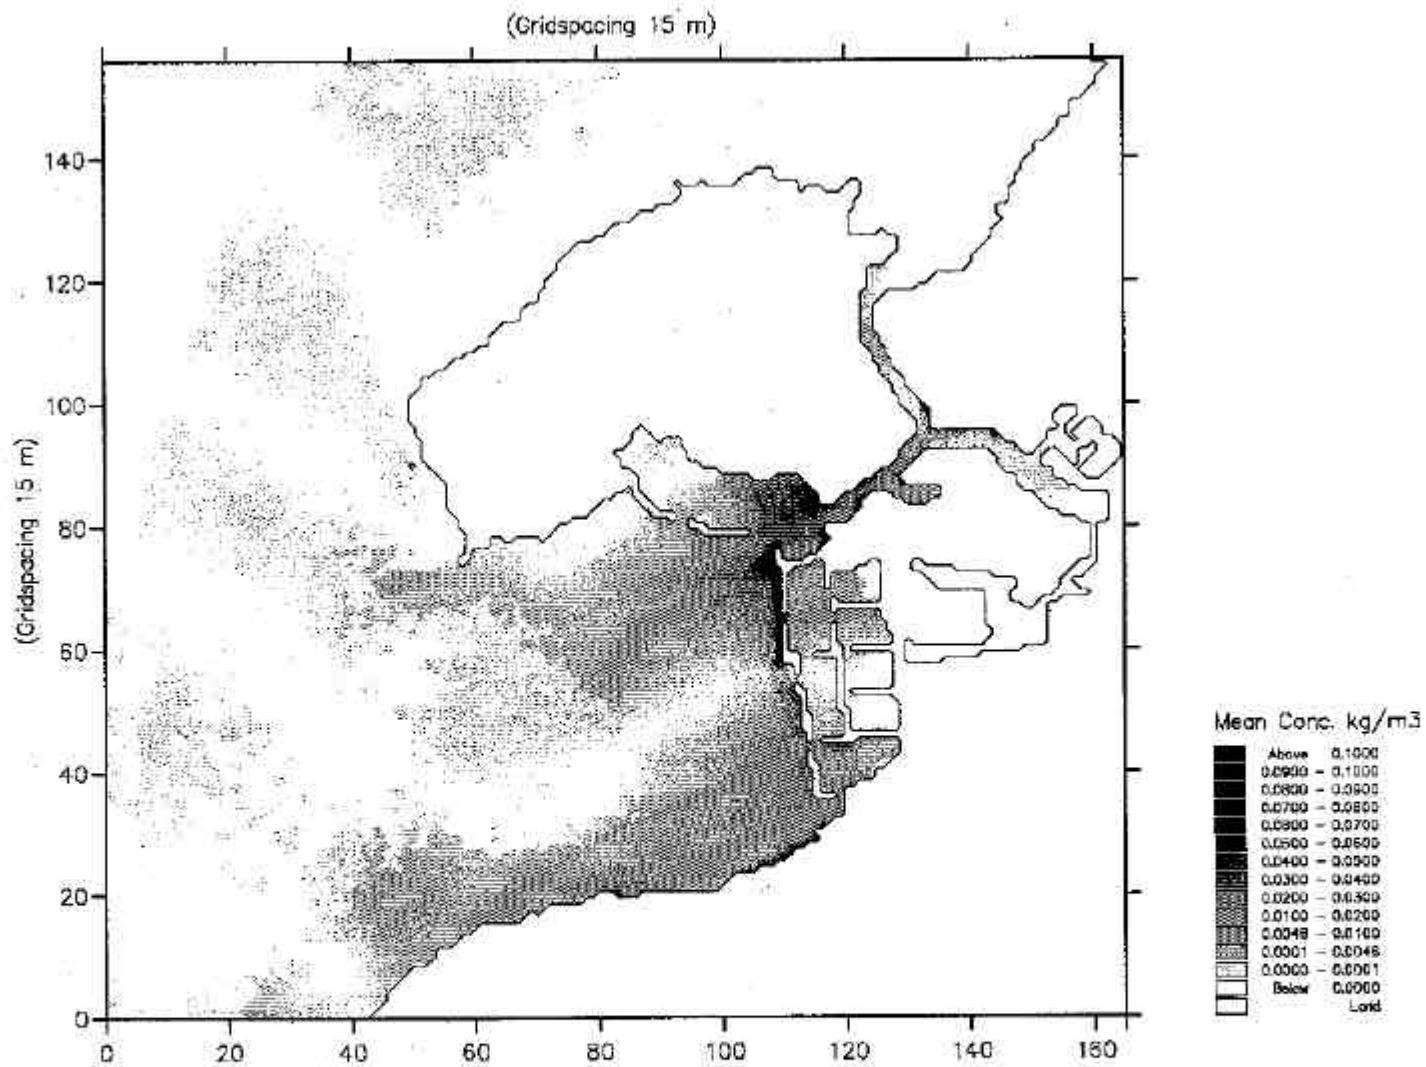 (Gridspacing 15 m)
140
120
100
80
60
40
20
0
(Gridspacing 15 m)
0
20
40
60
80
100
120
140
160
Mean Conc. kg/m3
Above 0.1000
0.0900 - 0.1000
0.0800 - 0.0900
0.0700 - 0.0800
0.0600 - 0.0700
0.0500 - 0.0600
0.0400 - 0.0500
0.0300 - 0.0400
0.0200 - 0.0300
0.0100 - 0.0200
0.0046 - 0.0100
0.0001 - 0.0046
0.0000 - 0.0001
Below 0.0000
Land